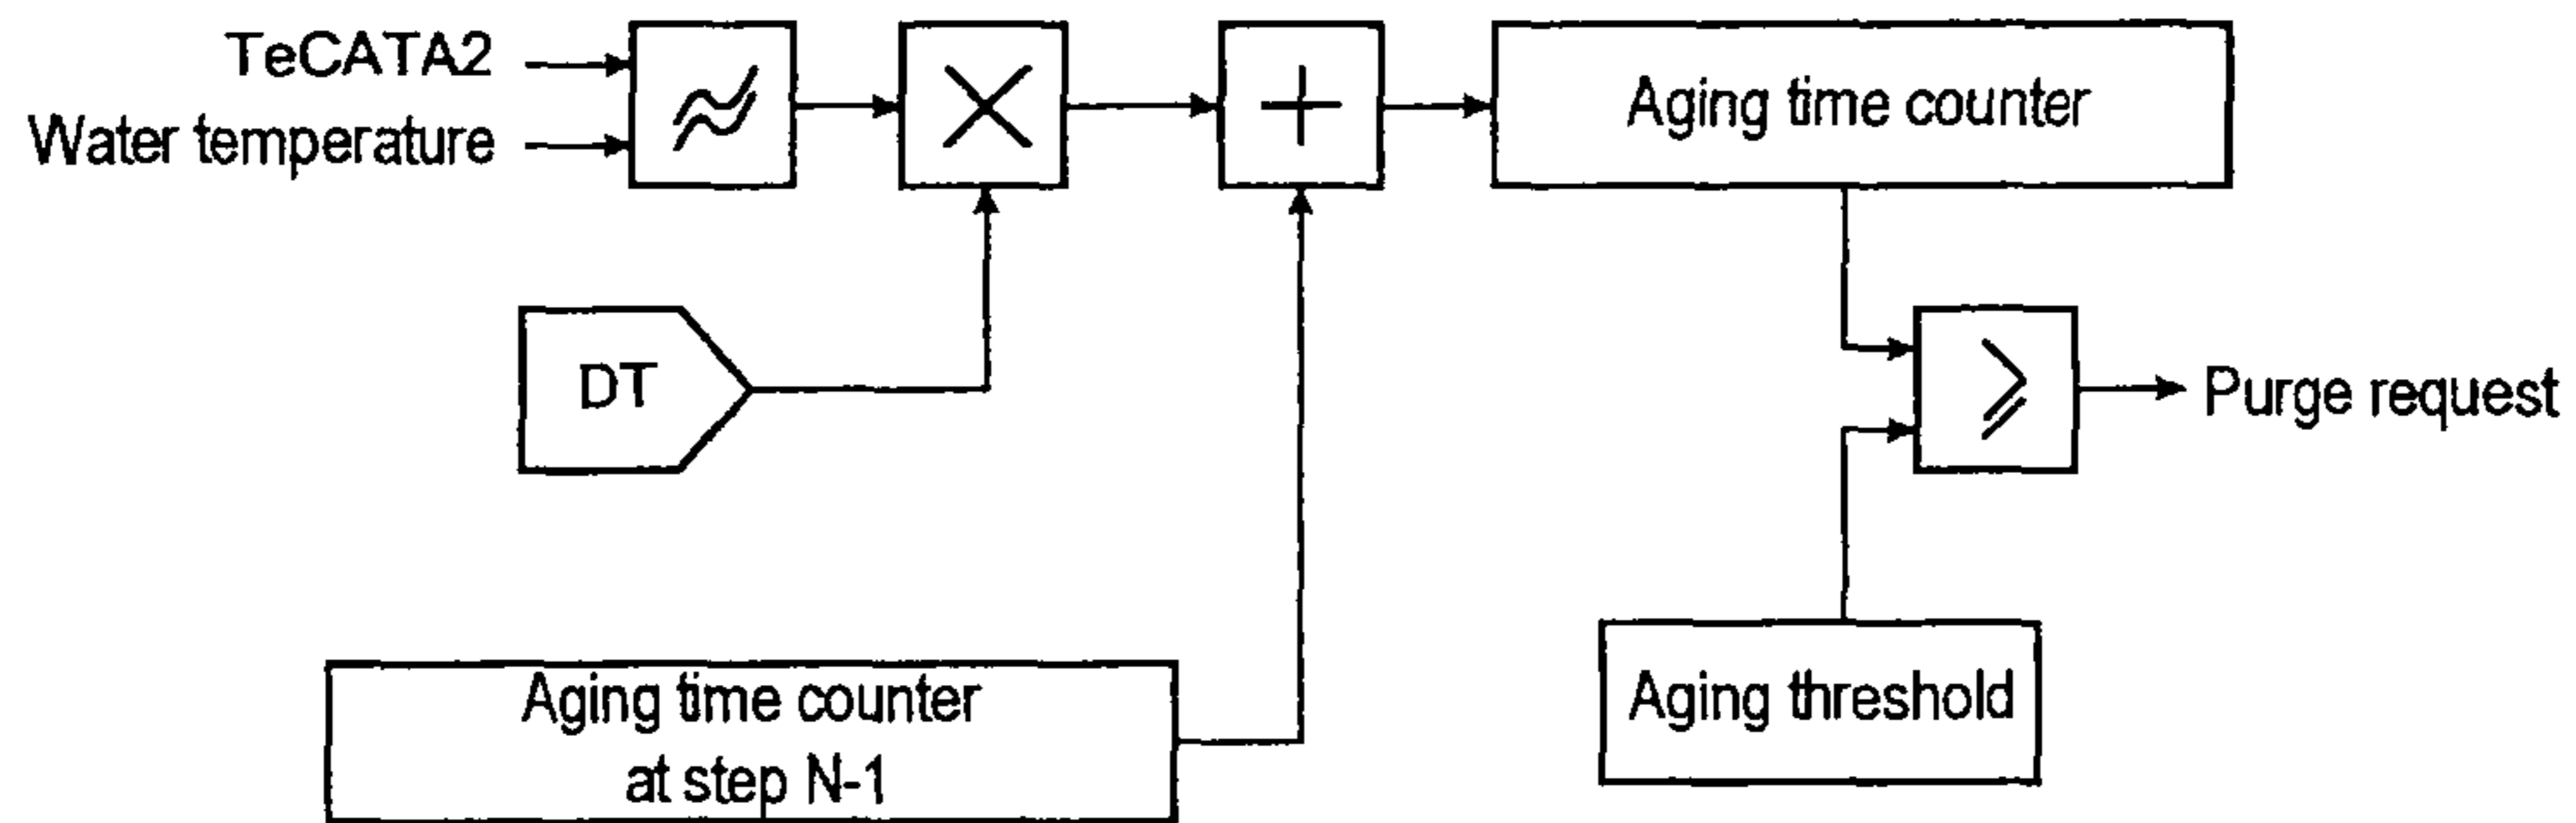 TeCATA2
Water temperature
Aging time counter
DT
Purge request
Aging time counter
at step N-1
Aging threshold